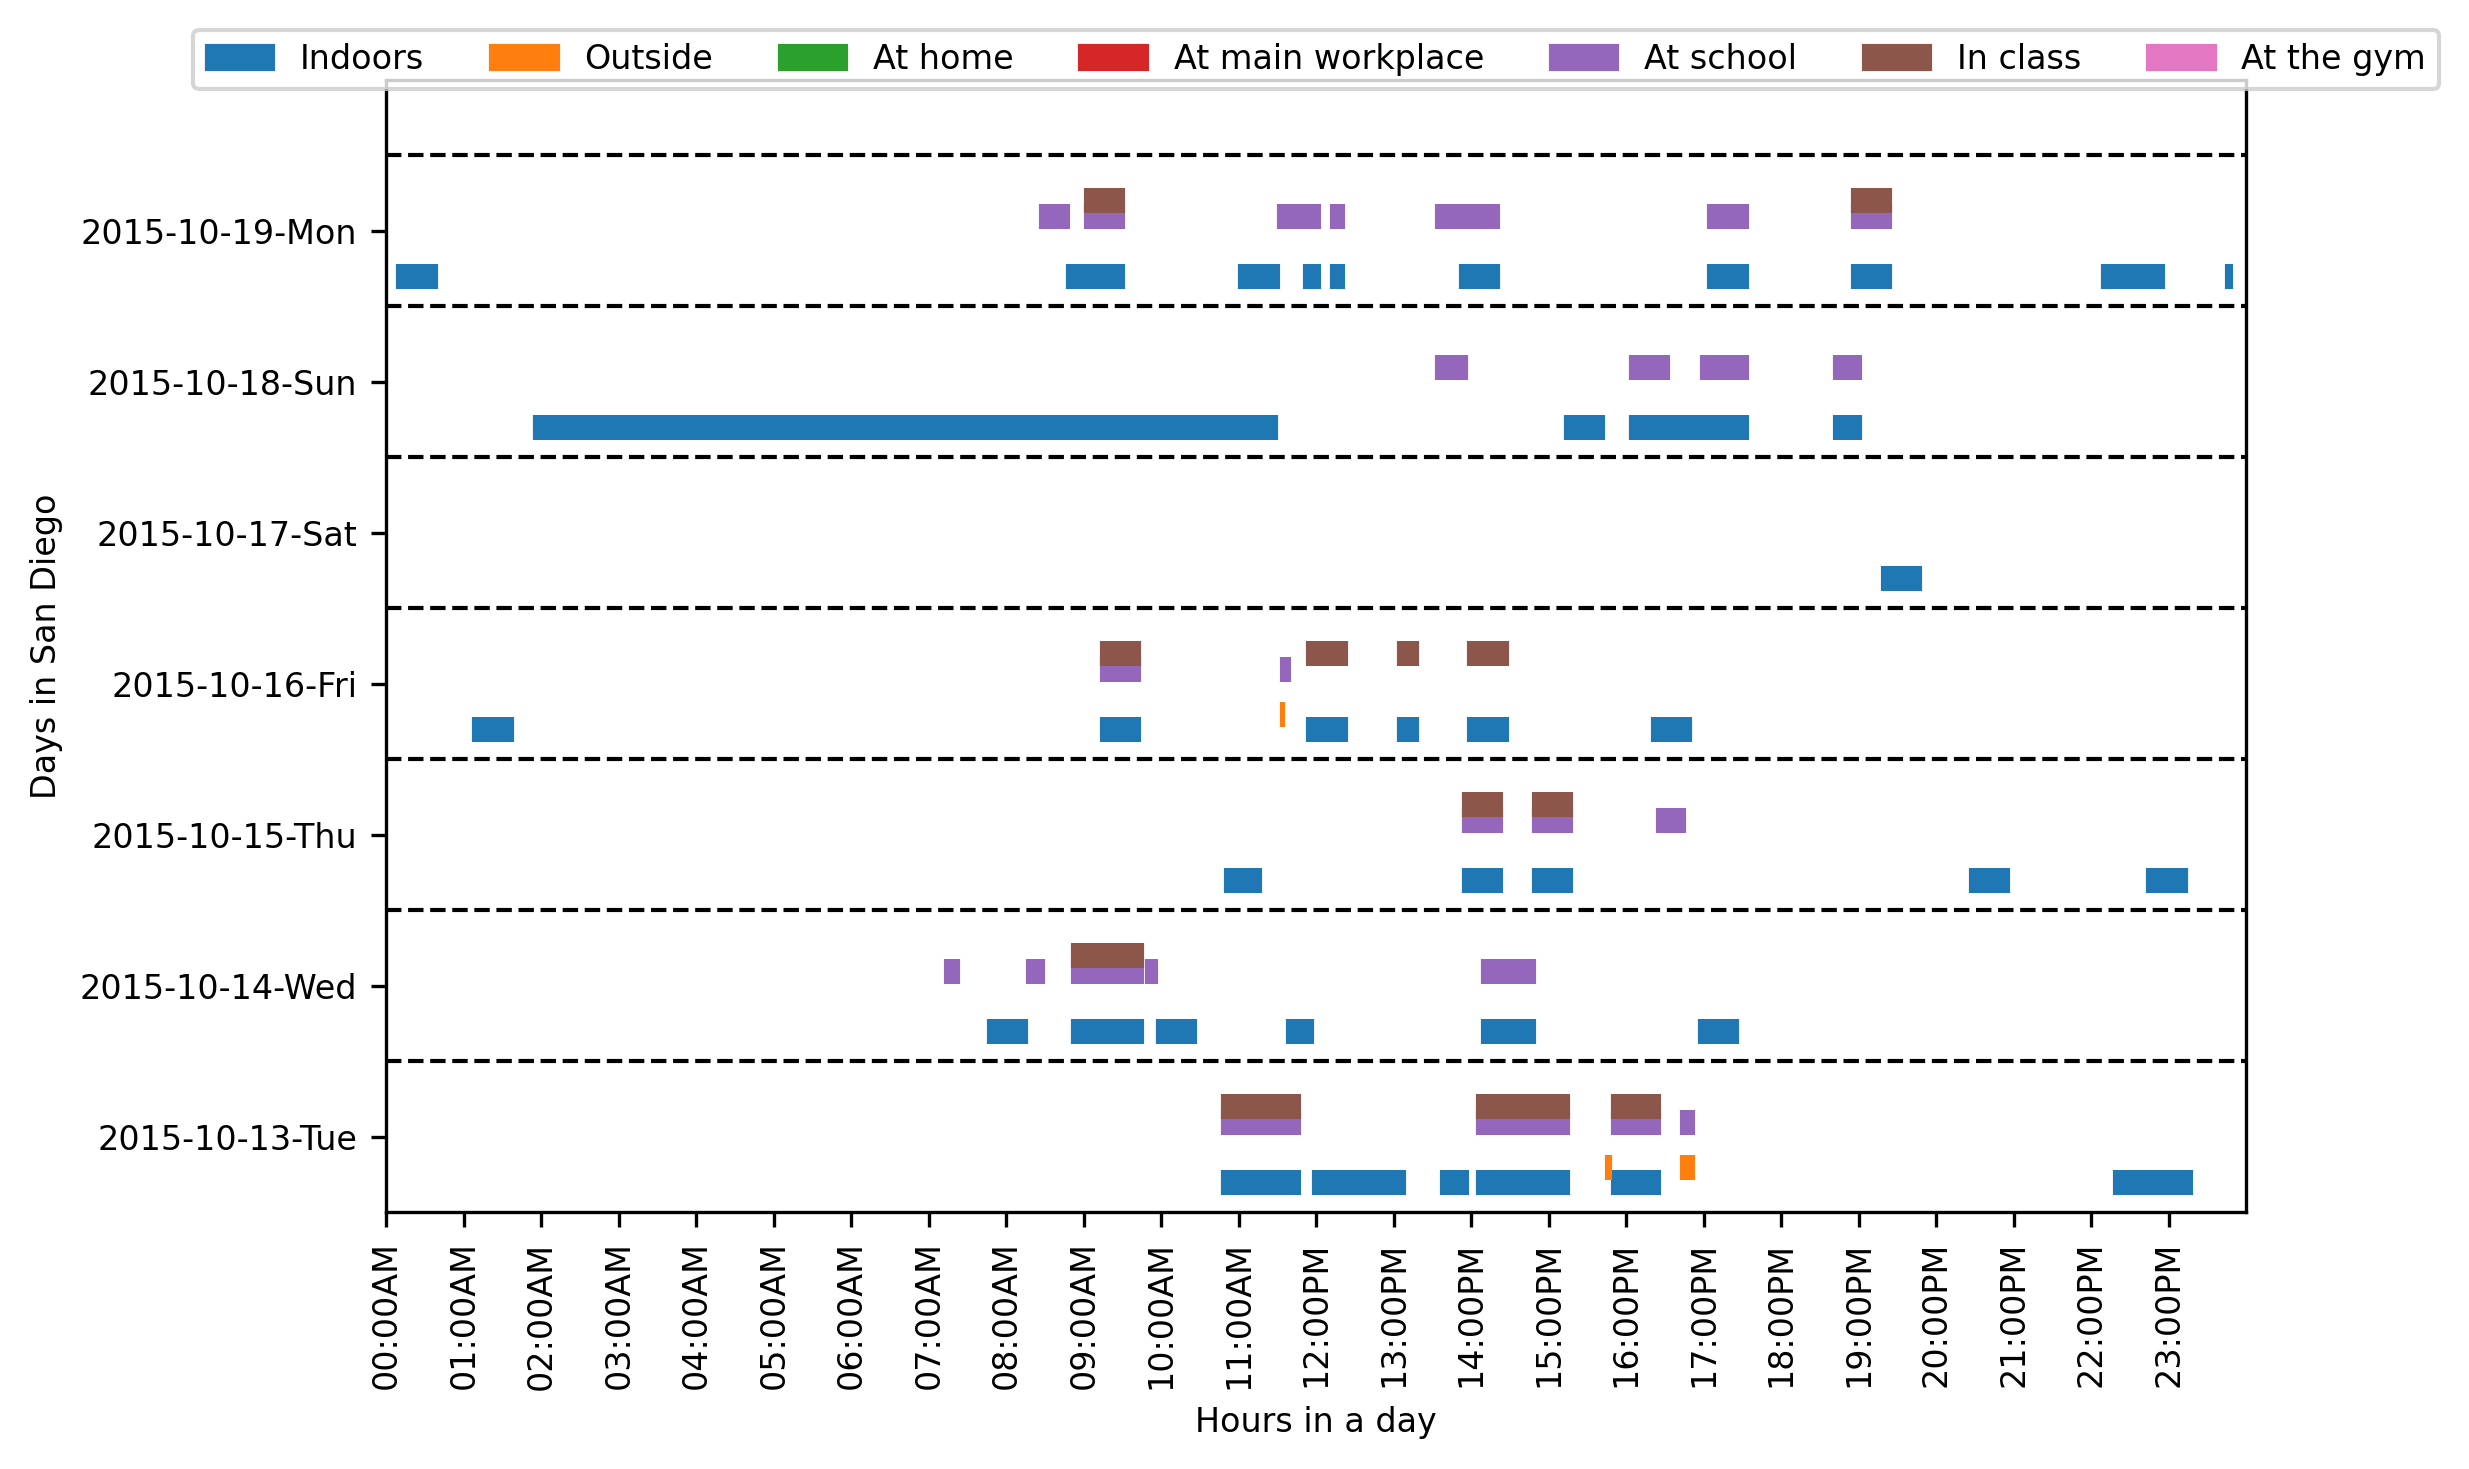 Indoors Outside At home At main workplace At school In class At the gym
Days in San Diego
2015-10-19-Mon
2015-10-18-Sun
2015-10-17-Sat
2015-10-16-Fri
2015-10-15-Thu
2015-10-14-Wed
2015-10-13-Tue
00:00AM 01:00AM 02:00AM 03:00AM 04:00AM 05:00AM 06:00AM 07:00AM 08:00AM 09:00AM 10:00AM 11:00AM 12:00PM 13:00PM 14:00PM 15:00PM 16:00PM 17:00PM 18:00PM 19:00PM 20:00PM 21:00PM 22:00PM 23:00PM
Hours in a day